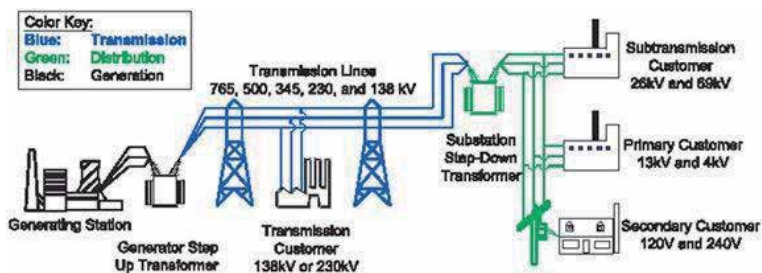 Color Key:
Blue: Transmission
Green: Distribution
Black: Generation
Transmission Lines
765, 500, 345, 230, and 138 kV
Subtransmission
Customer
26kV and 69kV
Substation
Step-Down
Transformer
Primary Customer
13kV and 4kV
Generating Station
Generator Step
Up Transformer
Transmission
Customer
138kV or 230kV
Secondary Customer
120V and 240V